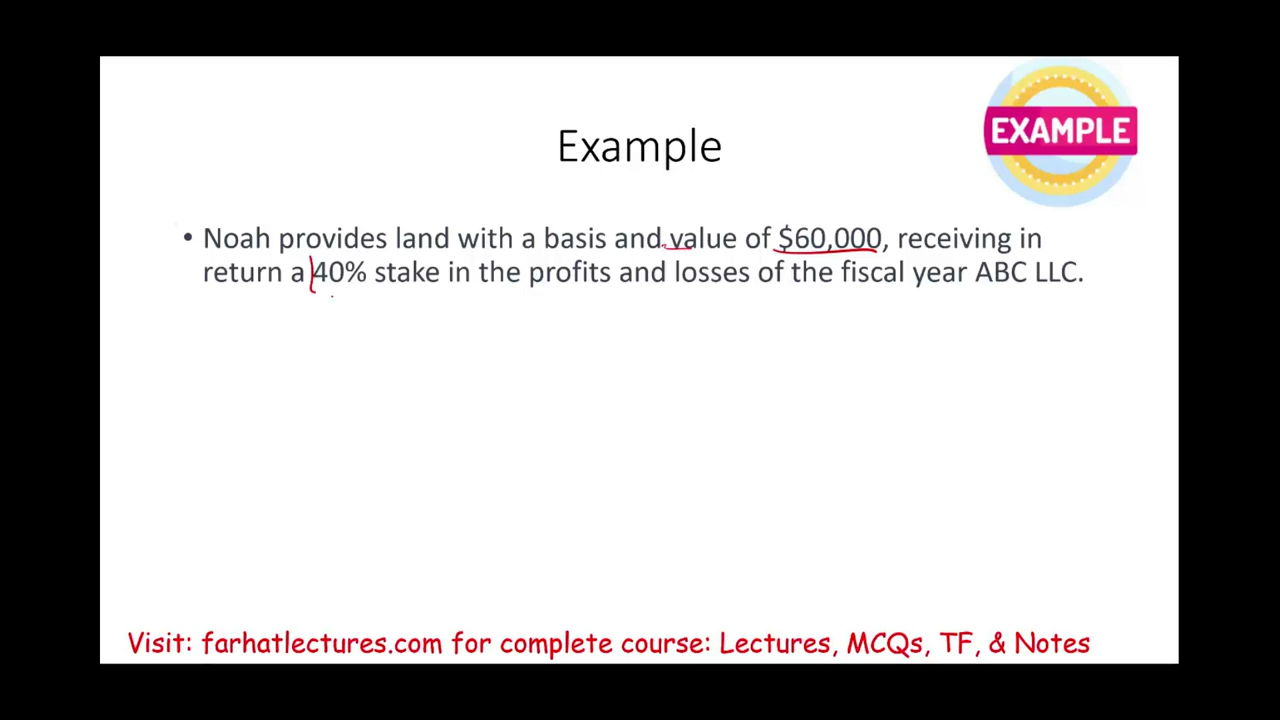 EXAMPLE
Example
• Noah provides land with a basis and value of $60,000, receiving in
return a 40% stake in the profits and losses of the fiscal year ABC LLC.
Visit: farhatlectures.com for complete course: Lectures, MCQs, TF, & Notes